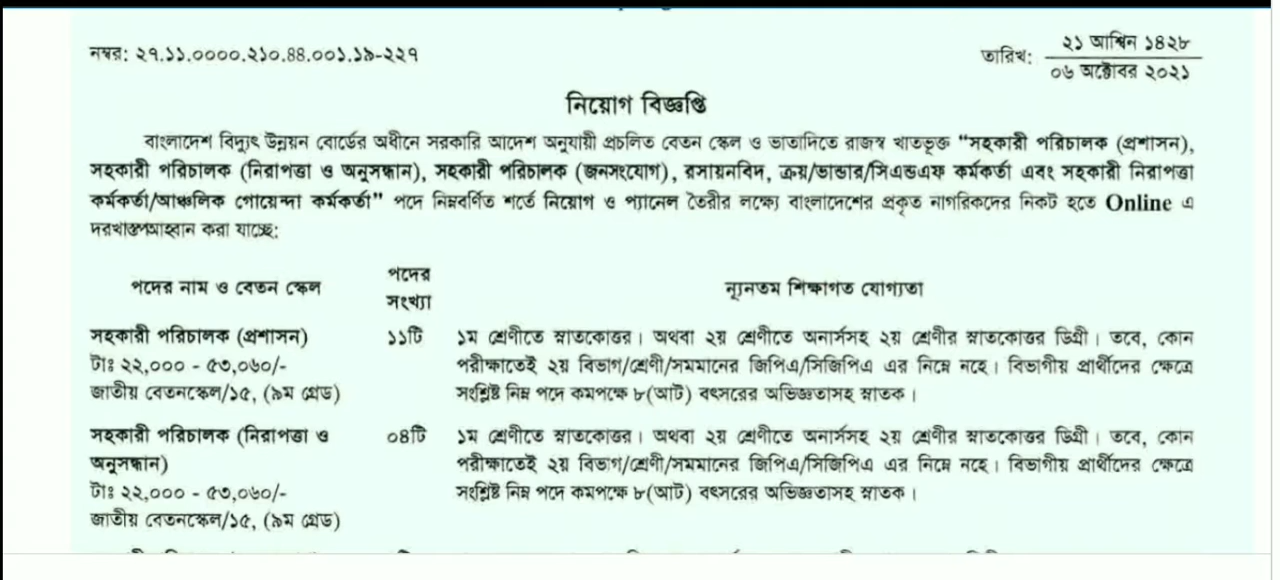 নম্বর: ২৭.১১.০০০০.২১০.৪৪.০০১.১৯-২২৭
তারিখ: ২১ আশ্বিন ১৪২৮
০৬ অক্টোবর ২০২১
নিয়োগ বিজ্ঞপ্তি
বাংলাদেশ বিদ্যুৎ উন্নয়ন বোর্ডের অধীনে সরকারি আদেশ অনুযায়ী প্রচলিত বেতন স্কেল ও ভাতাদিতে রাজস্ব খাতভূক্ত "সহকারী পরিচালক (প্রশাসন),
সহকারী পরিচালক (নিরাপত্তা ও অনুসন্ধান), সহকারী পরিচালক (জনসংযোগ), রসায়নবিদ, ক্রয়/ভান্ডার/সিএন্ডএফ কর্মকর্তা এবং সহকারী নিরাপত্তা
কর্মকর্তা/আঞ্চলিক গোয়েন্দা কর্মকর্তা" পদে নিম্নবর্ণিত শর্তে নিয়োগ ও প্যানেল তৈরীর লক্ষ্যে বাংলাদেশের প্রকৃত নাগরিকদের নিকট হতে Online এ
দরখাস্তপআহ্বান করা যাচ্ছে:
পদের নাম ও বেতন স্কেল
পদের
সংখ্যা
ন্যূনতম শিক্ষাগত যোগ্যতা
সহকারী পরিচালক (প্রশাসন)
টাঃ ২২,০০০ - ৫৩,০৬০/-
জাতীয় বেতনস্কেল/১৫, (৯ম গ্রেড)
১১টি
১ম শ্রেণীতে স্নাতকোত্তর। অথবা ২য় শ্রেণীতে অনার্সসহ ২য় শ্রেণীর স্নাতকোত্তর ডিগ্রী। তবে, কোন
পরীক্ষাতেই ২য় বিভাগ/শ্রেণী/সমমানের জিপিএ/সিজিপিএ এর নিম্নে নহে। বিভাগীয় প্রার্থীদের ক্ষেত্রে
সংশ্লিষ্ট নিম্ন পদে কমপক্ষে ৮(আট) বৎসরের অভিজ্ঞতাসহ স্নাতক।
সহকারী পরিচালক (নিরাপত্তা ও
অনুসন্ধান)
টাঃ ২২,০০০ - ৫৩,০৬০/-
জাতীয় বেতনস্কেল/১৫, (৯ম গ্রেড)
০৪টি
১ম শ্রেণীতে স্নাতকোত্তর। অথবা ২য় শ্রেণীতে অনার্সসহ ২য় শ্রেণীর স্নাতকোত্তর ডিগ্রী। তবে, কোন
পরীক্ষাতেই ২য় বিভাগ/শ্রেণী/সমমানের জিপিএ/সিজিপিএ এর নিম্নে নহে। বিভাগীয় প্রার্থীদের ক্ষেত্রে
সংশ্লিষ্ট নিম্ন পদে কমপক্ষে ৮(আট) বৎসরের অভিজ্ঞতাসহ স্নাতক।